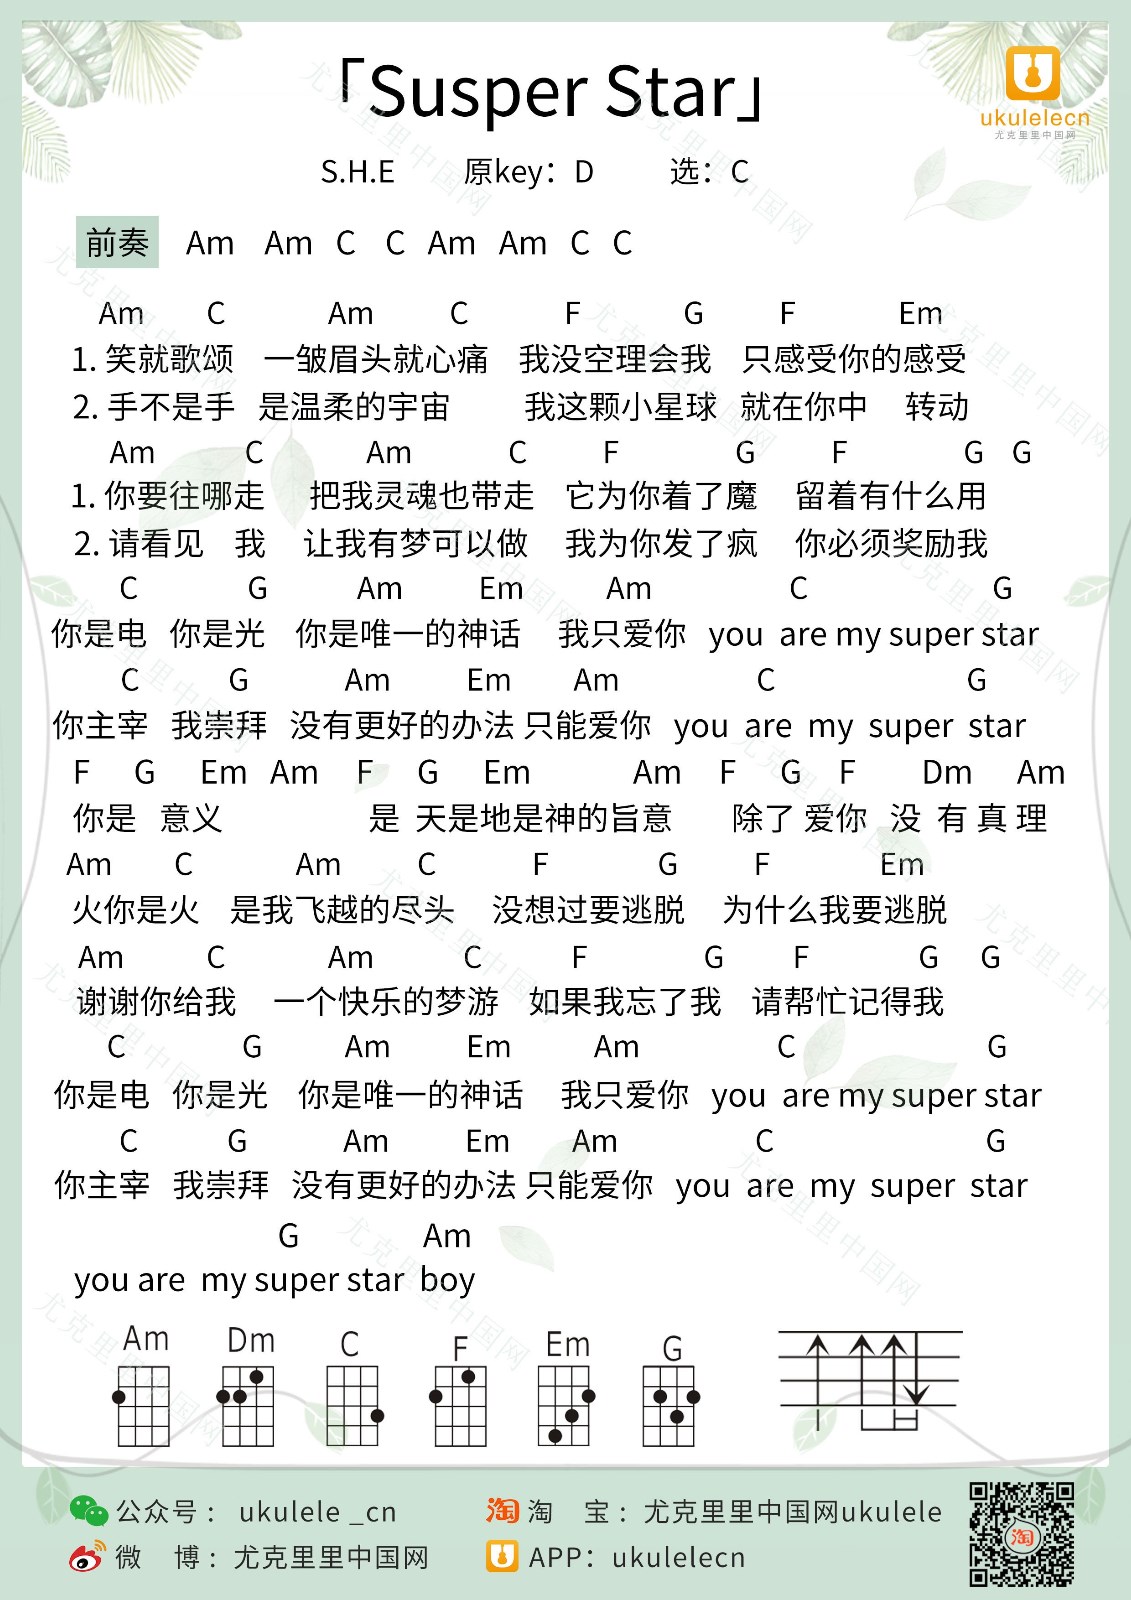 「Susper Star」
ukulelecn
尤克里里中国网
S.H.E 原key：D 选：C
前奏 Am Am C C Am Am C C
Am C Am C F G F Em
1. 笑就歌颂 一皱眉头就心痛 我没空理会我 只感受你的感受
2. 手不是手 是温柔的宇宙 我这颗小星球 就在你中 转动
Am C Am C F G F G G
1. 你要往哪走 把我灵魂也带走 它为你着了魔 留着有什么用
2. 请看见 我 让我有梦可以做 我为你发了疯 你必须奖励我
C G Am Em Am C G
你是电 你是光 你是唯一的神话 我只爱你 you are my super star
C G Am Em Am C G
你主宰 我崇拜 没有更好的办法 只能爱你 you are my super star
F G Em Am F G Em Am F G F Dm Am
你是 意义 是 天是地是神的旨意 除了 爱你 没 有 真 理
Am C Am C F G F Em
火你是火 是我飞越的尽头 没想过要逃脱 为什么我要逃脱
Am C Am C F G F G G
谢谢你给我 一个快乐的梦游 如果我忘了我 请帮忙记得我
C G Am Em Am C G
你是电 你是光 你是唯一的神话 我只爱你 you are my super star
C G Am Em Am C G
你主宰 我崇拜 没有更好的办法 只能爱你 you are my super star
G Am
you are my super star boy
Am Dm C F Em G
公众号： ukulele _cn 淘 淘 宝：尤克里里中国网ukulele
微 博：尤克里里中国网 APP：ukulelecn
淘